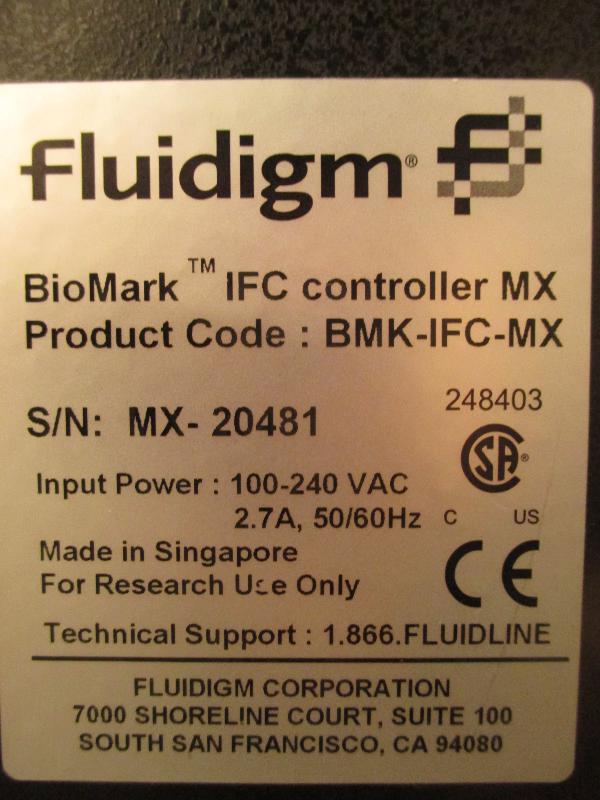 Fluidigm®
BioMark™ IFC controller MX
Product Code : BMK-IFC-MX
248403
S/N: MX- 20481
SA®
Input Power : 100-240 VAC
2.7A, 50/60Hz
C US
Made in Singapore
CE
For Research Use Only
Technical Support : 1.866.FLUIDLINE
FLUIDIGM CORPORATION
7000 SHORELINE COURT, SUITE 100
SOUTH SAN FRANCISCO, CA 94080